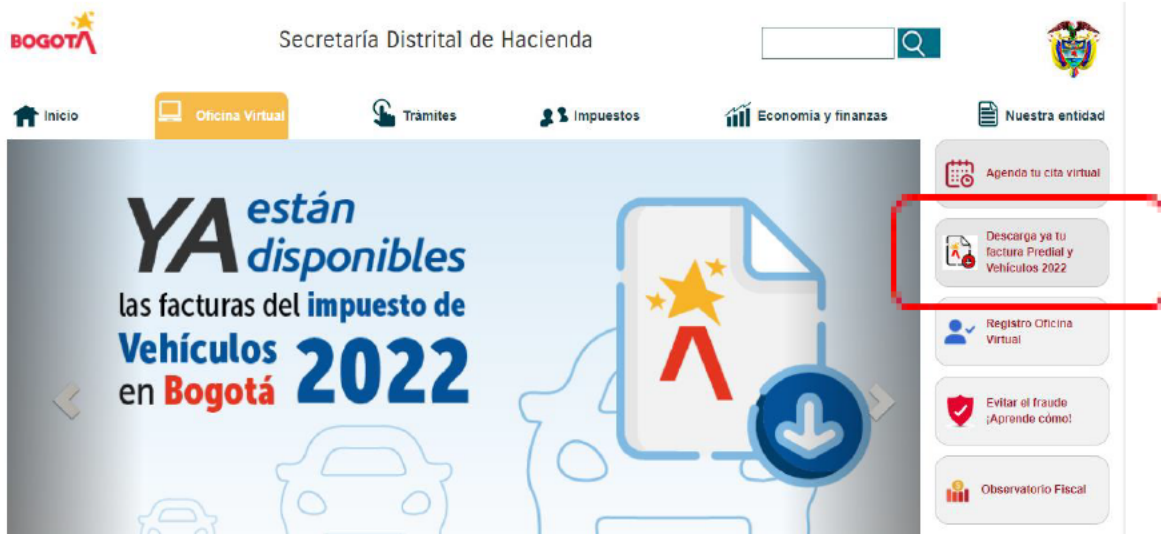 BOGOTÁ
Secretaría Distrital de Hacienda
Inicio
Oficina Virtual
Trámites
Impuestos
Economía y finanzas
Nuestra entidad
YA están
disponibles
las facturas del impuesto de
Vehículos 2022
en Bogotá
Agenda tu cita virtual
Descarga ya tu
factura Predial y
Vehículos 2022
Registro Oficina
Virtual
Evitar el fraude
¡Aprende cómo!
Observatorio Fiscal